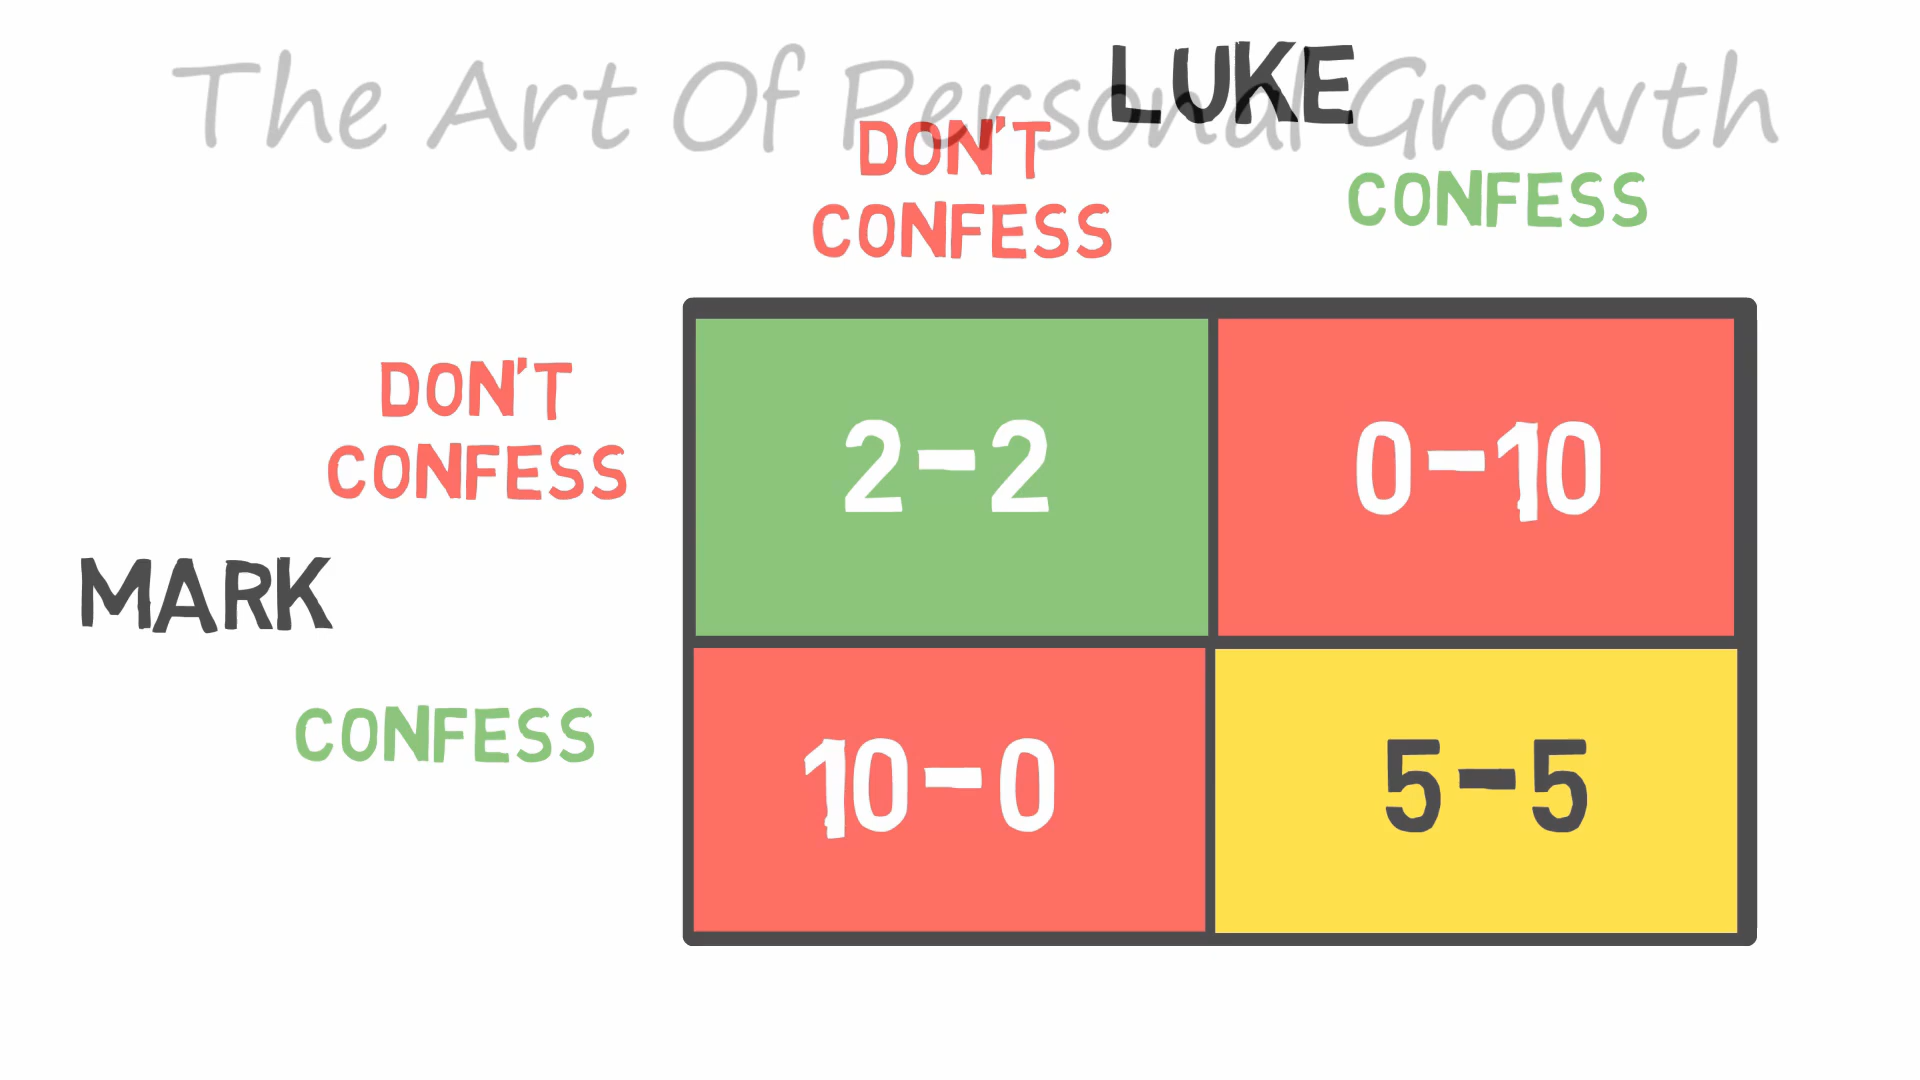 The Art Of Personal Growth
LUKE
DON'T
CONFESS
CONFESS
DON'T
CONFESS
MARK
CONFESS
2-2
0-10
10-0
5-5